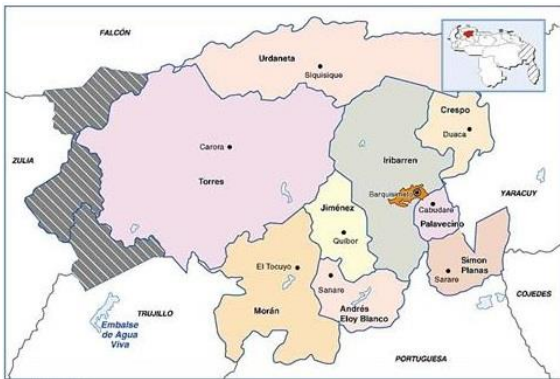 FALCÓN
Urdaneta
Siquisique
Crespo
Duaca
Carora
Iribarren
ZULIA
Torres
Barquisimeto
YARACUY
Jiménez
Cabudare
Palavecino
Quibor
Simon
Planas
El Tocuyo
Sanare
Sarare
COJEDES
Morán
Andrés
Eloy Blanco
TRUJILLO
Embalse
de Agua
Viva
PORTUGUESA